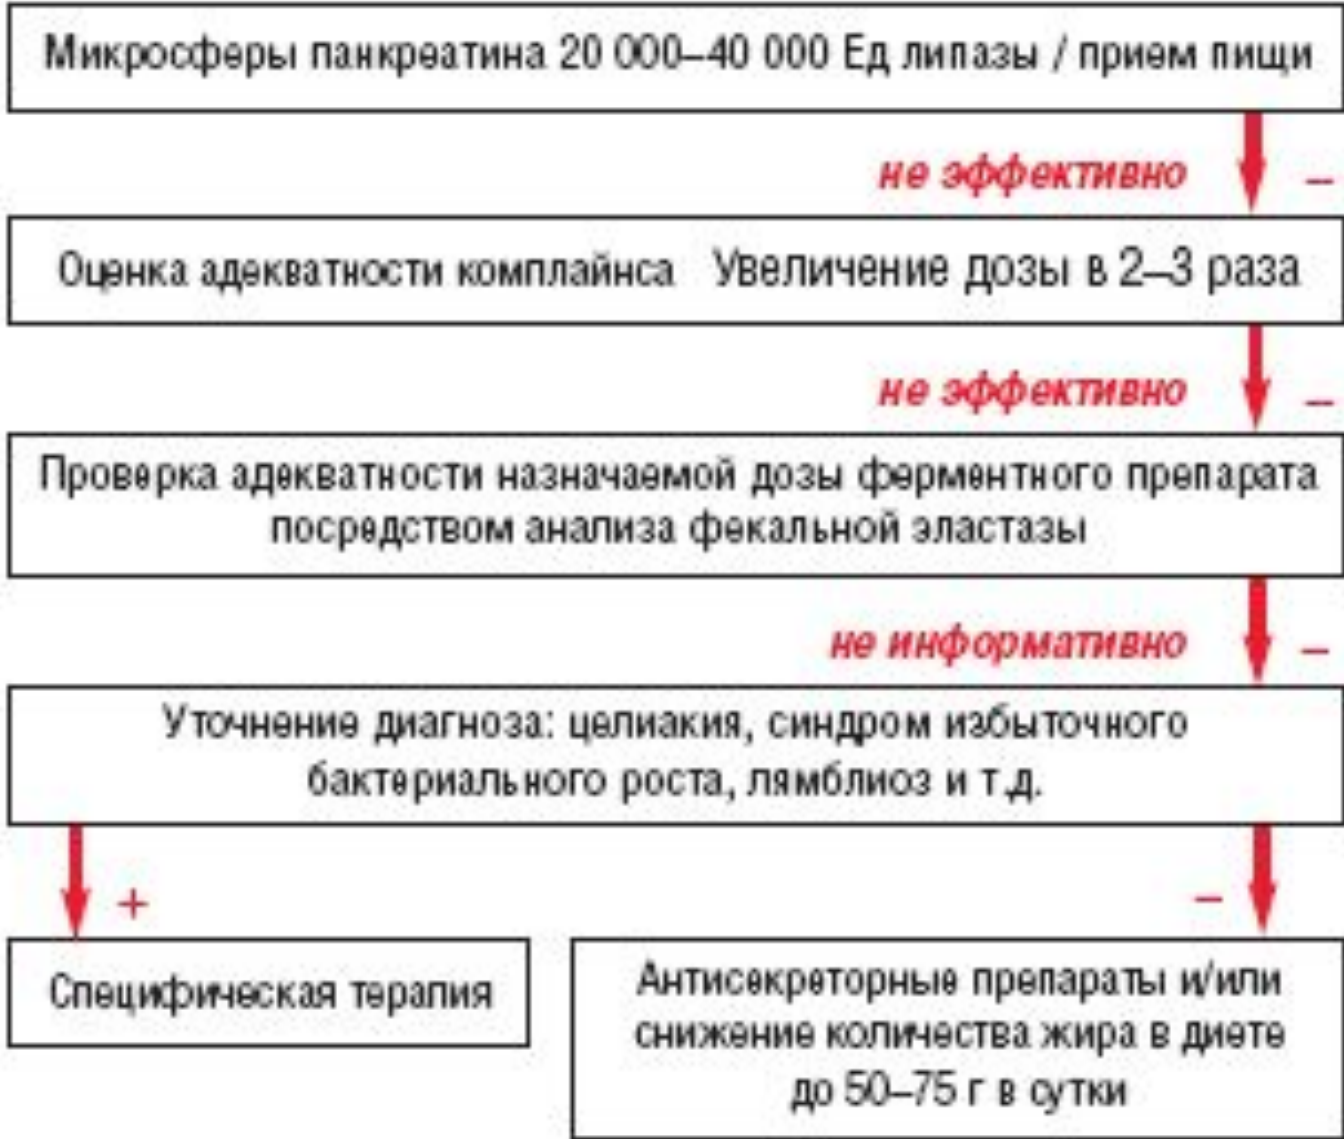 Микросферы панкреатина 20 000–40 000 Ед липазы / прием пищи
не эффективно –
Оценка адекватности комплайнса Увеличение дозы в 2–3 раза
не эффективно –
Проверка адекватности назначаемой дозы ферментного препарата
посредством анализа фекальной эластазы
не информативно –
Уточнение диагноза: целиакия, синдром избыточного
бактериального роста, лямблиоз и т.д.
+ –
Специфическая терапия
Антисекреторные препараты и/или
снижение количества жира в диете
до 50–75 г в сутки